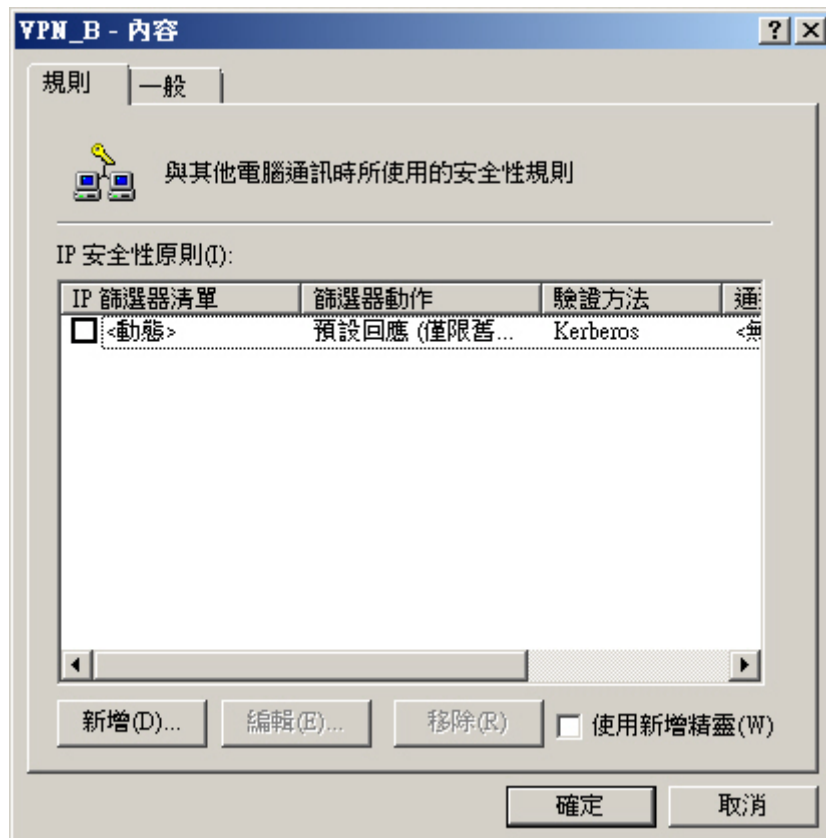 VPN_B - 內容
規則 一般
與其他電腦通訊時所使用的安全性規則
IP 安全性原則(I):
IP 篩選器清單 篩選器動作 驗證方法 通
<動態> 預設回應 (僅限舊... Kerberos <無
新增(D)... 編輯(E)... 移除(R) 使用新增精靈(W)
確定 取消